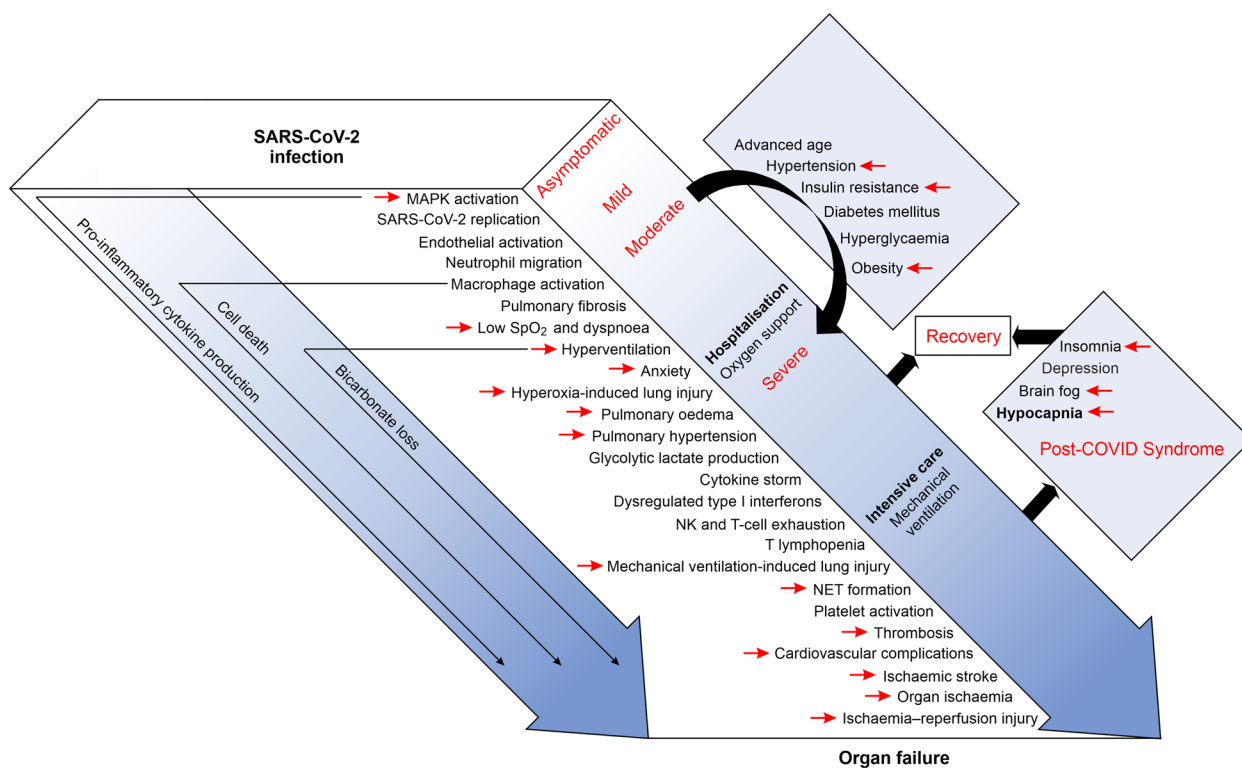 SARS-CoV-2
infection
Asymptomatic
Mild
Moderate
Severe
Hospitalisation
Oxygen support
Intensive care
Mechanical
ventilation
Pro-inflammatory cytokine production
Cell death
Bicarbonate loss
MAPK activation
SARS-CoV-2 replication
Endothelial activation
Neutrophil migration
Macrophage activation
Pulmonary fibrosis
Low SpO₂ and dyspnoea
Hyperventilation
Anxiety
Hyperoxia-induced lung injury
Pulmonary oedema
Pulmonary hypertension
Glycolytic lactate production
Cytokine storm
Dysregulated type I interferons
NK and T-cell exhaustion
T lymphopenia
Mechanical ventilation-induced lung injury
NET formation
Platelet activation
Thrombosis
Cardiovascular complications
Ischaemic stroke
Organ ischaemia
Ischaemia–reperfusion injury
Organ failure
Advanced age
Hypertension
Insulin resistance
Diabetes mellitus
Hyperglycaemia
Obesity
Recovery
Insomnia
Depression
Brain fog
Hypocapnia
Post-COVID Syndrome